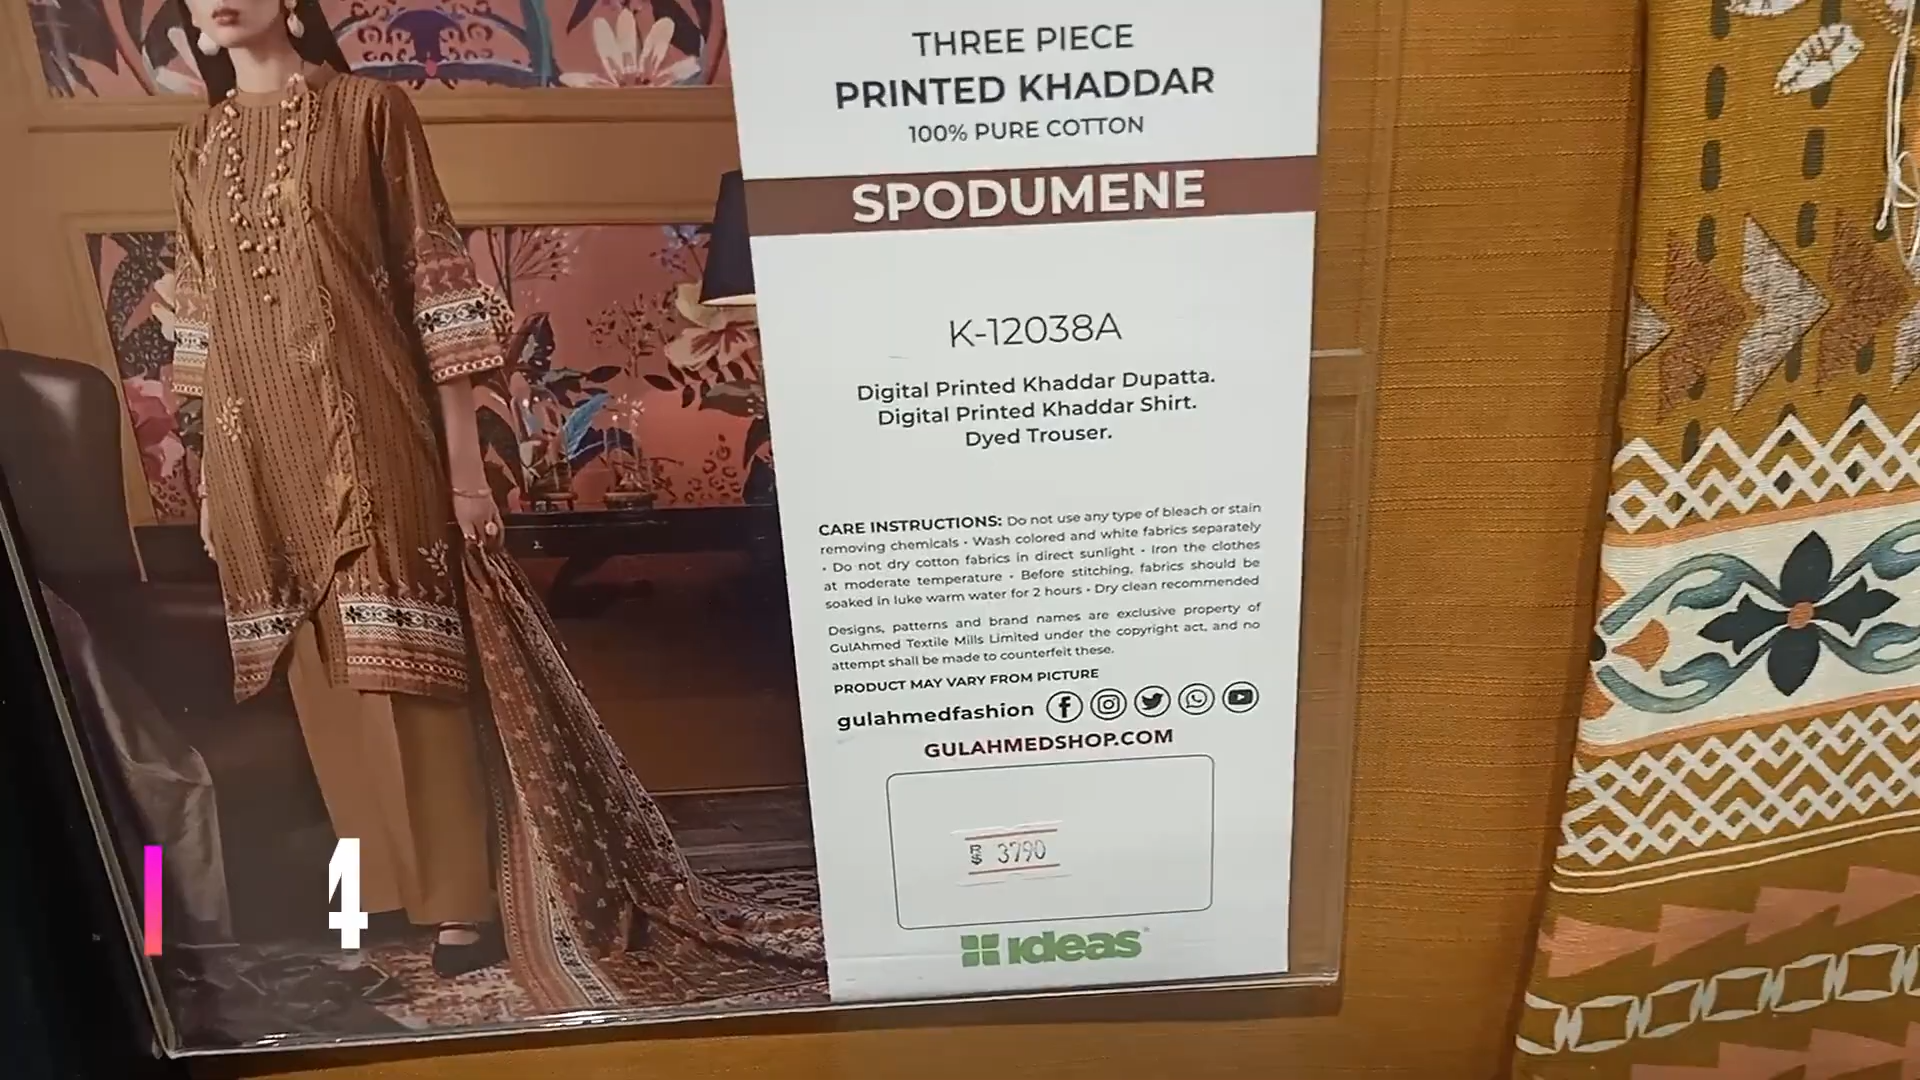 THREE PIECE
PRINTED KHADDAR
100% PURE COTTON
SPODUMENE
K-12038A
Digital Printed Khaddar Dupatta.
Digital Printed Khaddar Shirt.
Dyed Trouser.
CARE INSTRUCTIONS: Do not use any type of bleach or stain
removing chemicals • Wash colored and white fabrics separately
• Do not dry cotton fabrics in direct sunlight • Iron the clothes
at moderate temperature • Before stitching, fabrics should be
soaked in luke warm water for 2 hours • Dry clean recommended
Designs, patterns and brand names are exclusive property of
GulAhmed Textile Mills Limited under the copyright act, and no
attempt shall be made to counterfeit these.
PRODUCT MAY VARY FROM PICTURE
gulahmedfashion
GULAHMEDSHOP.COM
Rs 3790
ideas
4